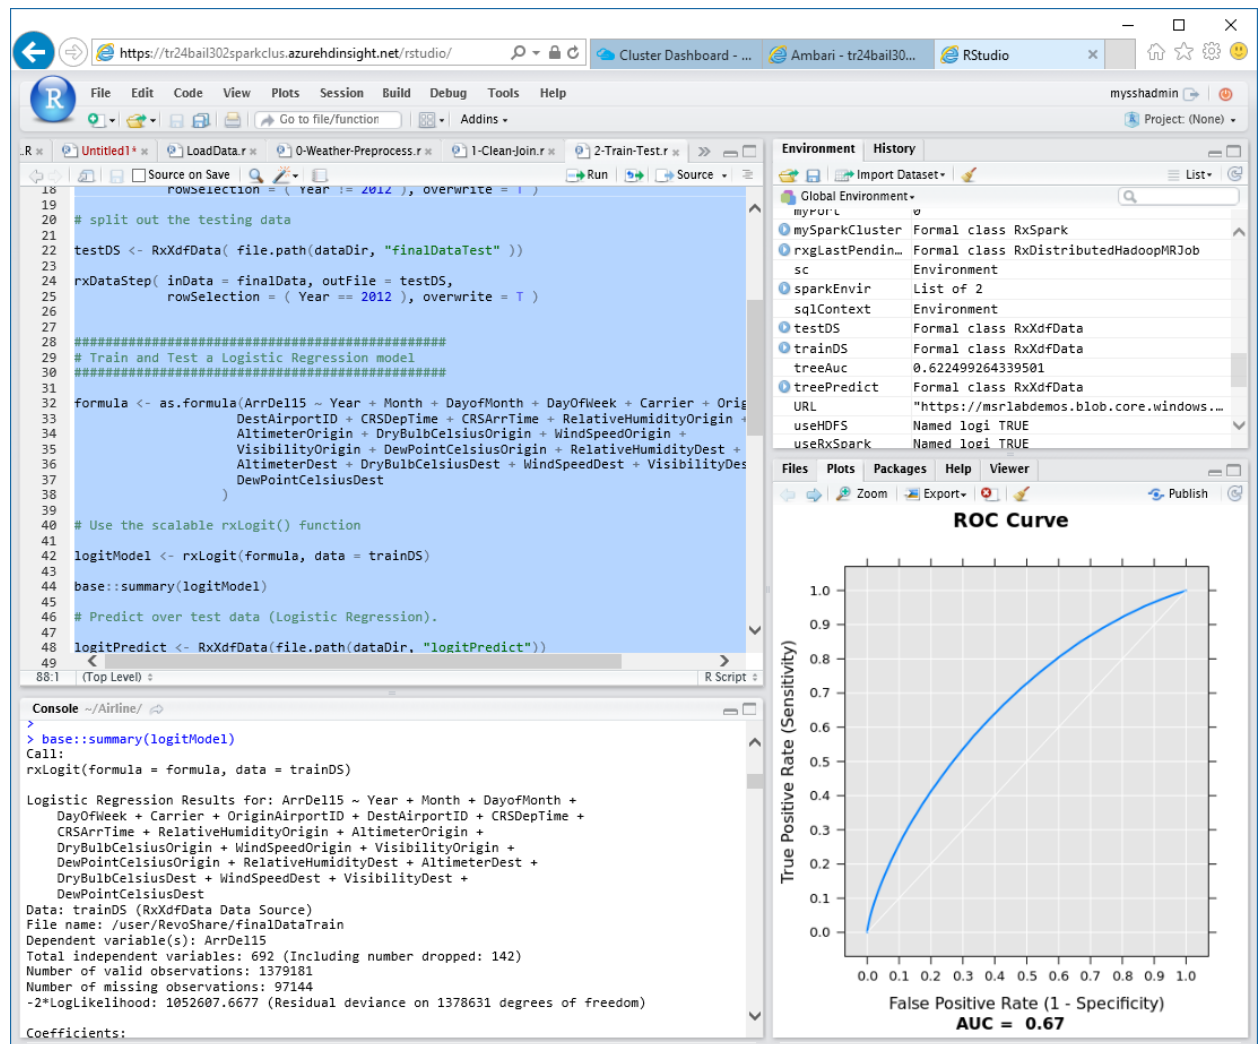 https://tr24bail302sparkclus.azurehdinsight.net/rstudio/
Cluster Dashboard - ...
Ambari - tr24bail30...
RStudio
R
File Edit Code View Plots Session Build Debug Tools Help
mysshadmin
Go to file/function
Addins
Project: (None)
.R
Untitled1*
LoadData.r
0-Weather-Preprocess.r
1-Clean-Join.r
2-Train-Test.r
Source on Save
Run
Source
18 rowSelection = ( Year != 2012 ), overwrite = T )
19
20 # split out the testing data
21
22 testDS <- RxXdfData( file.path(dataDir, "finalDataTest" ))
23
24 rxDataStep( inData = finalData, outFile = testDS,
25 rowSelection = ( Year == 2012 ), overwrite = T )
26
27
28 ###############################################
29 # Train and Test a Logistic Regression model
30 ###############################################
31
32 formula <- as.formula(ArrDel15 ~ Year + Month + DayofMonth + DayOfWeek + Carrier + Orig
33 DestAirportID + CRSDepTime + CRSArrTime + RelativeHumidityOrigin +
34 AltimeterOrigin + DryBulbCelsiusOrigin + WindSpeedOrigin +
35 VisibilityOrigin + DewPointCelsiusOrigin + RelativeHumidityDest +
36 AltimeterDest + DryBulbCelsiusDest + WindSpeedDest + VisibilityDes
37 DewPointCelsiusDest
38 )
39
40 # Use the scalable rxLogit() function
41
42 logitModel <- rxLogit(formula, data = trainDS)
43
44 base::summary(logitModel)
45
46 # Predict over test data (Logistic Regression).
47
48 logitPredict <- RxXdfData(file.path(dataDir, "logitPredict"))
49
88:1 (Top Level) R Script
Console ~/Airline/
>
> base::summary(logitModel)
Call:
rxLogit(formula = formula, data = trainDS)
Logistic Regression Results for: ArrDel15 ~ Year + Month + DayofMonth +
DayOfWeek + Carrier + OriginAirportID + DestAirportID + CRSDepTime +
CRSArrTime + RelativeHumidityOrigin + AltimeterOrigin +
DryBulbCelsiusOrigin + WindSpeedOrigin + VisibilityOrigin +
DewPointCelsiusOrigin + RelativeHumidityDest + AltimeterDest +
DryBulbCelsiusDest + WindSpeedDest + VisibilityDest +
DewPointCelsiusDest
Data: trainDS (RxXdfData Data Source)
File name: /user/RevoShare/finalDataTrain
Dependent variable(s): ArrDel15
Total independent variables: 692 (Including number dropped: 142)
Number of valid observations: 1379181
Number of missing observations: 97144
-2*LogLikelihood: 1052607.6677 (Residual deviance on 1378631 degrees of freedom)
Coefficients:
Environment History
Import Dataset
List
Global Environment
myPort 0
mySparkCluster Formal class RxSpark
rxgLastPendin… Formal class RxDistributedHadoopMRJob
sc Environment
sparkEnvir List of 2
sqlContext Environment
testDS Formal class RxXdfData
trainDS Formal class RxXdfData
treeAuc 0.622499264339501
treePredict Formal class RxXdfData
URL "https://msrlabdemos.blob.core.windows.…
useHDFS Named logi TRUE
useRxSpark Named logi TRUE
Files Plots Packages Help Viewer
Zoom Export Publish
ROC Curve
True Positive Rate (Sensitivity)
1.0
0.9
0.8
0.7
0.6
0.5
0.4
0.3
0.2
0.1
0.0
0.0 0.1 0.2 0.3 0.4 0.5 0.6 0.7 0.8 0.9 1.0
False Positive Rate (1 - Specificity)
AUC = 0.67